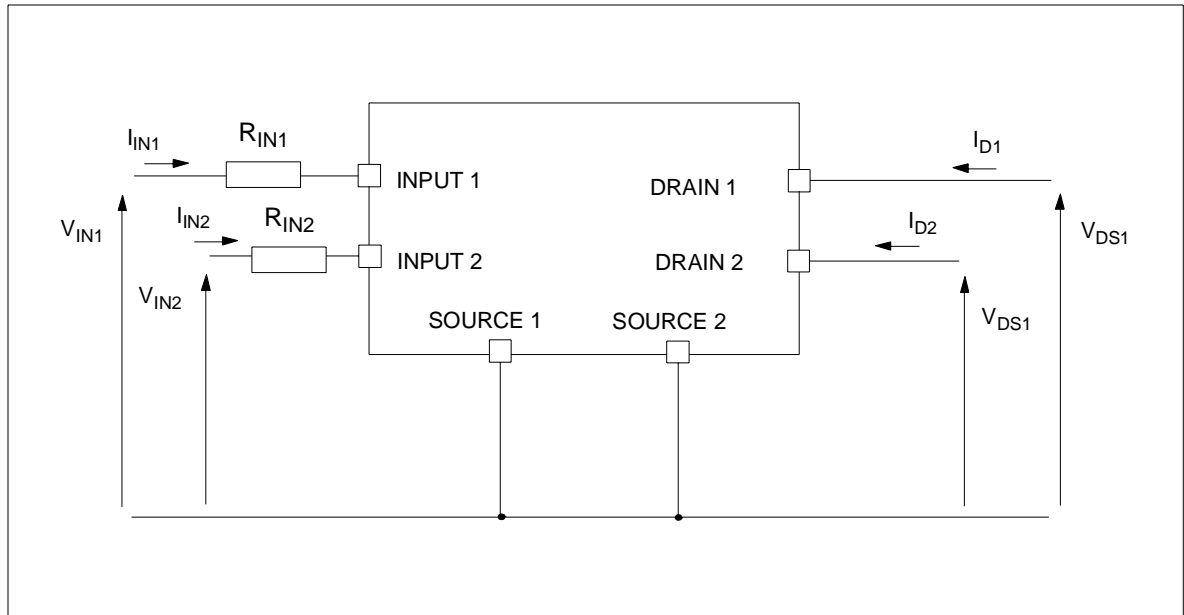 I_IN1
R_IN1
INPUT 1
V_IN1
I_IN2
R_IN2
INPUT 2
V_IN2
SOURCE 1
SOURCE 2
DRAIN 1
I_D1
DRAIN 2
I_D2
V_DS1
V_DS1